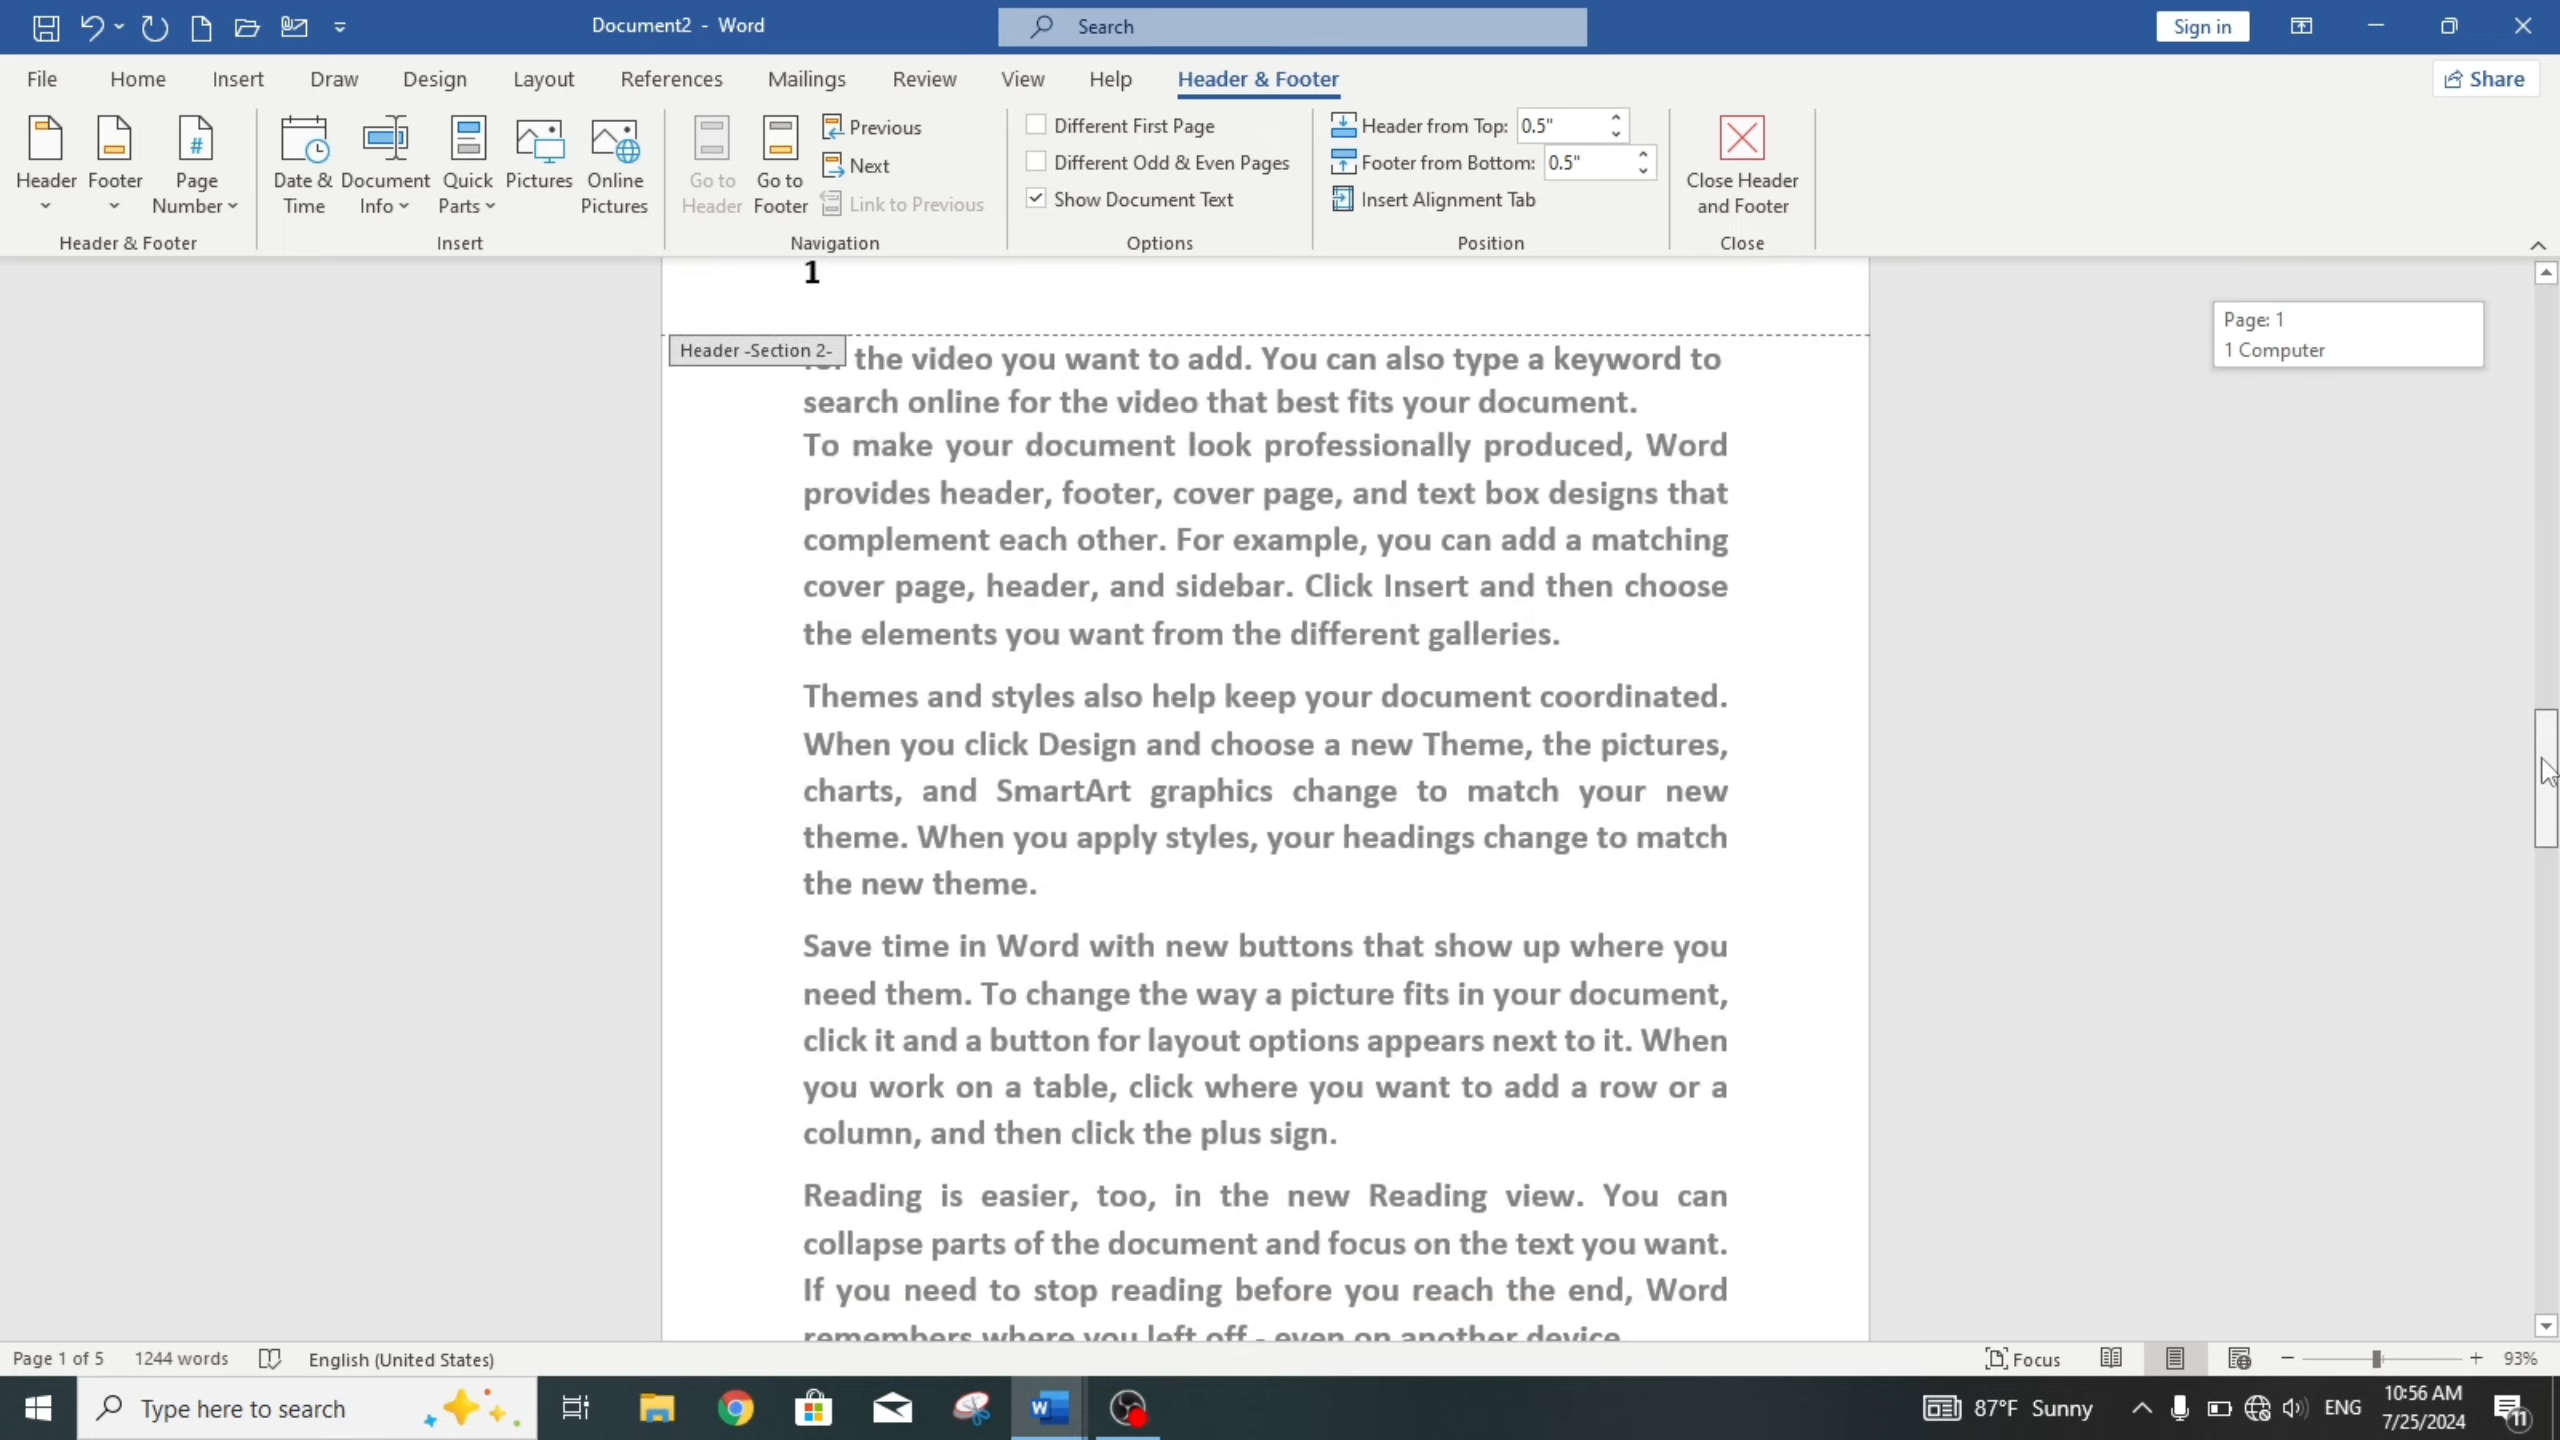 Document2 - Word
Search
Sign in
File Home Insert Draw Design Layout References Mailings Review View Help Header & Footer
Share
Header
Footer
Page Number
Header & Footer
Date & Time
Document Info
Quick Parts
Pictures
Online Pictures
Insert
Go to Header
Go to Footer
Previous
Next
Link to Previous
Navigation
Different First Page
Different Odd & Even Pages
Show Document Text
Options
Header from Top: 0.5"
Footer from Bottom: 0.5"
Insert Alignment Tab
Position
Close Header and Footer
Close
1
Page: 1
1 Computer
Header -Section 2-
the video you want to add. You can also type a keyword to
search online for the video that best fits your document.
To make your document look professionally produced, Word
provides header, footer, cover page, and text box designs that
complement each other. For example, you can add a matching
cover page, header, and sidebar. Click Insert and then choose
the elements you want from the different galleries.
Themes and styles also help keep your document coordinated.
When you click Design and choose a new Theme, the pictures,
charts, and SmartArt graphics change to match your new
theme. When you apply styles, your headings change to match
the new theme.
Save time in Word with new buttons that show up where you
need them. To change the way a picture fits in your document,
click it and a button for layout options appears next to it. When
you work on a table, click where you want to add a row or a
column, and then click the plus sign.
Reading is easier, too, in the new Reading view. You can
collapse parts of the document and focus on the text you want.
If you need to stop reading before you reach the end, Word
remembers where you left off - even on another device
Page 1 of 5 1244 words English (United States) Focus 93%
Type here to search
87°F Sunny
ENG
10:56 AM
7/25/2024
11